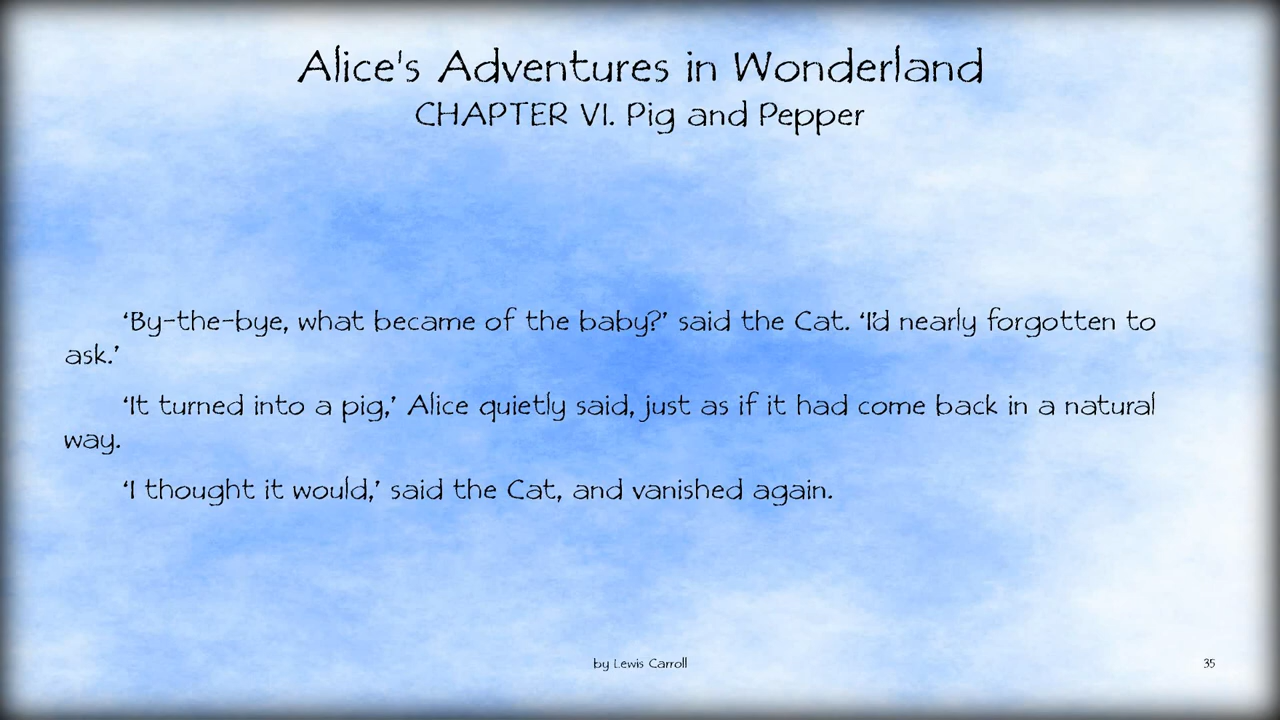 Alice's Adventures in Wonderland
CHAPTER VI. Pig and Pepper
‘By-the-bye, what became of the baby?’ said the Cat. ‘I’d nearly forgotten to
ask.’
‘It turned into a pig,’ Alice quietly said, just as if it had come back in a natural
way.
‘I thought it would,’ said the Cat, and vanished again.
by Lewis Carroll
35